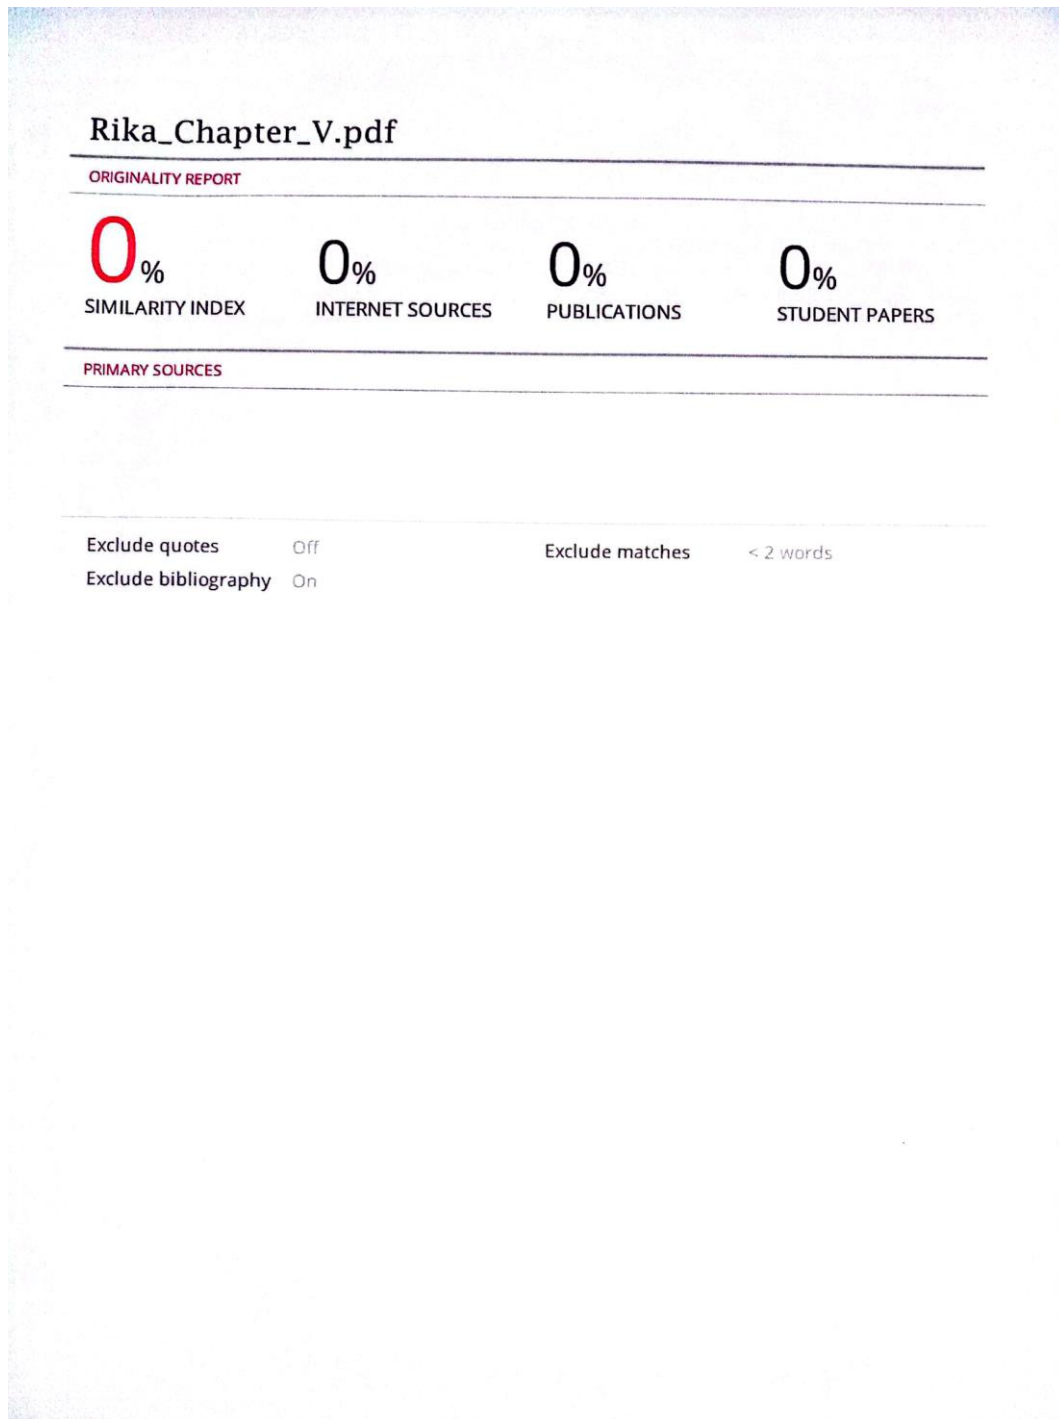 Rika_Chapter_V.pdf
ORIGINALITY REPORT
0% 0% 0% 0%
SIMILARITY INDEX INTERNET SOURCES PUBLICATIONS STUDENT PAPERS
PRIMARY SOURCES
Exclude quotes Off Exclude matches < 2 words
Exclude bibliography On